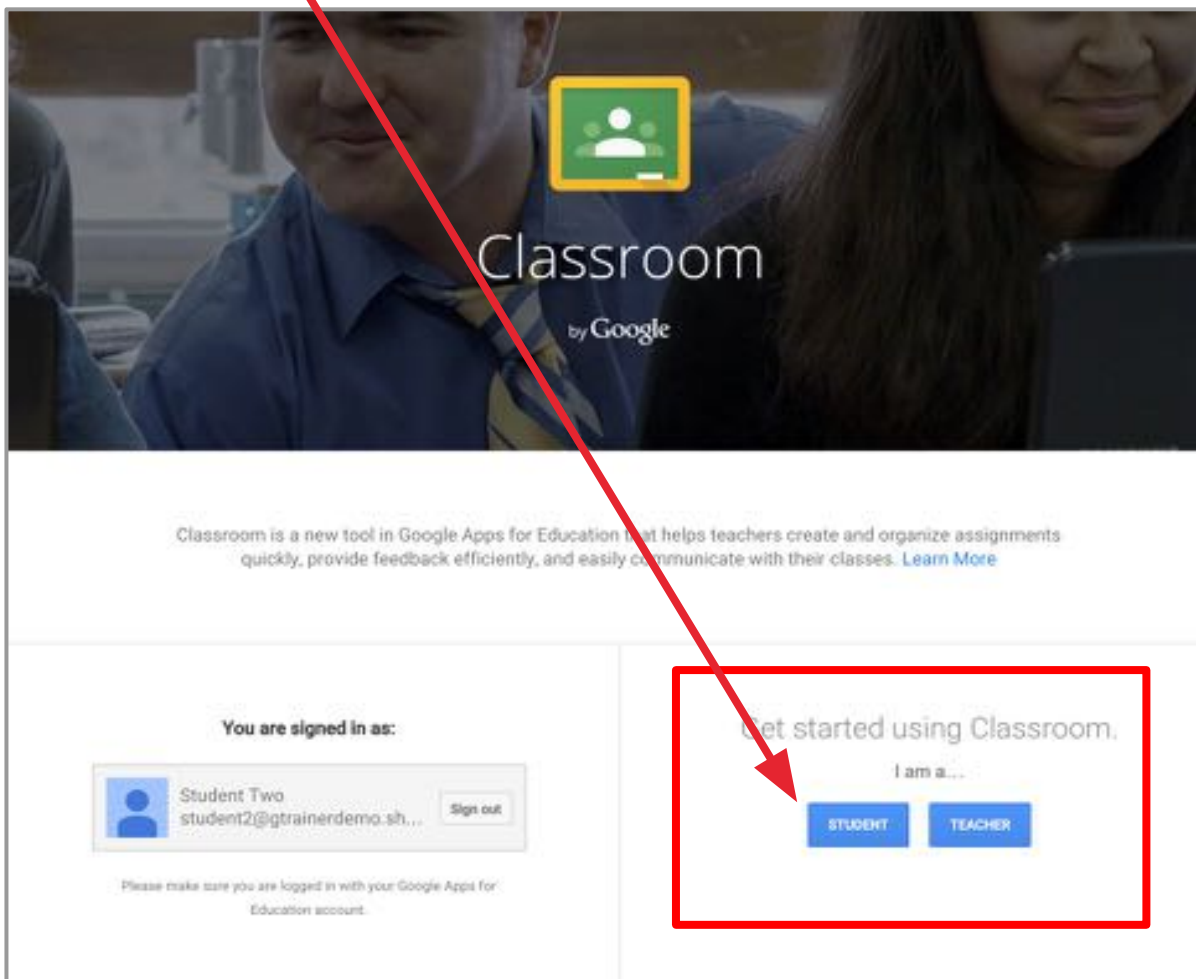 Classroom
by Google
Classroom is a new tool in Google Apps for Education that helps teachers create and organize assignments
quickly, provide feedback efficiently, and easily communicate with their classes. Learn More
You are signed in as:
Student Two
student2@gtrainerdemo.sh...
Sign out
Please make sure you are logged in with your Google Apps for
Education account.
Get started using Classroom.
I am a...
STUDENT
TEACHER